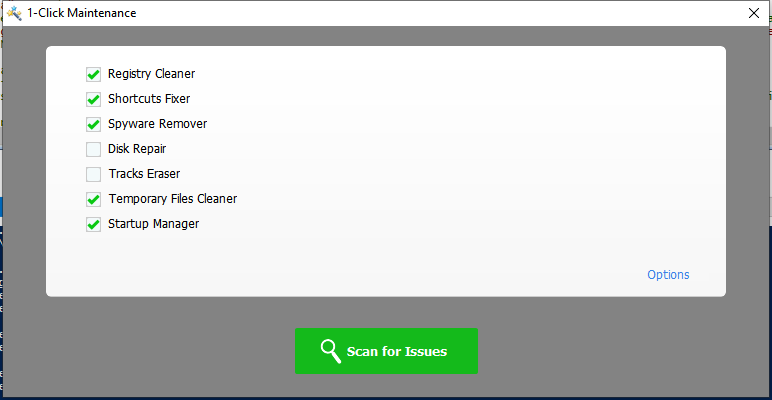 1-Click Maintenance
Registry Cleaner
Shortcuts Fixer
Spyware Remover
Disk Repair
Tracks Eraser
Temporary Files Cleaner
Startup Manager
Options
Scan for Issues